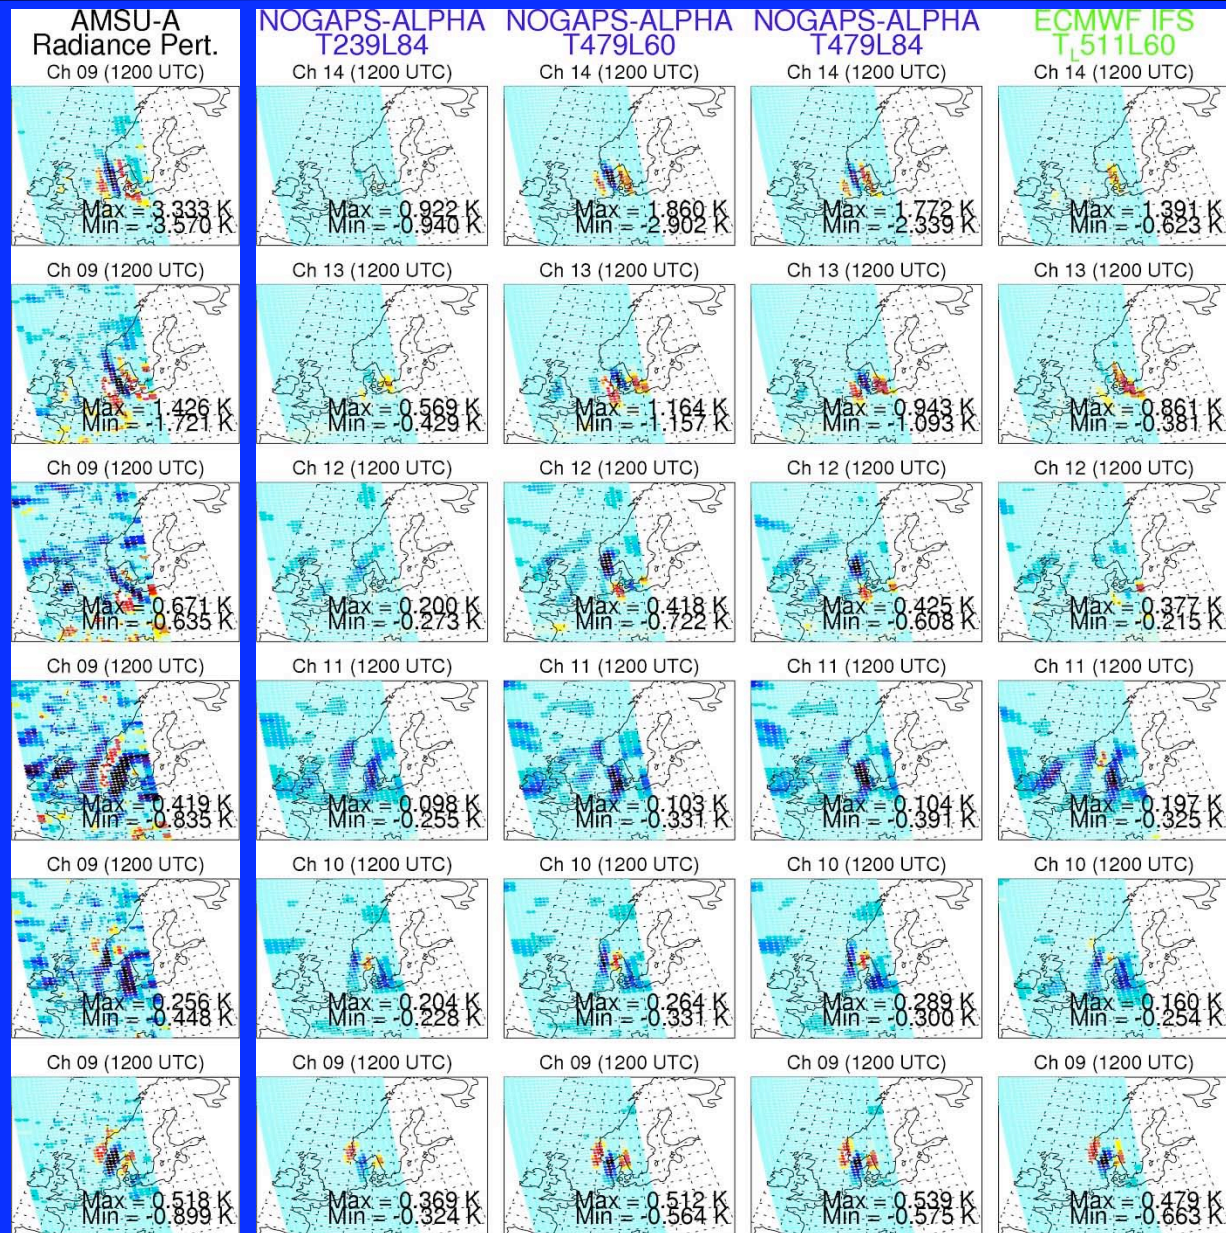 AMSU-A
Radiance Pert.
NOGAPS-ALPHA
T239L84
NOGAPS-ALPHA
T479L60
NOGAPS-ALPHA
T479L84
ECMWF IFS
TL511L60
Ch 09 (1200 UTC)
Max = 3.333 K
Min = -3.570 K
Ch 14 (1200 UTC)
Max = 0.922 K
Min = -0.940 K
Ch 14 (1200 UTC)
Max = 1.860 K
Min = -2.902 K
Ch 14 (1200 UTC)
Max = 1.772 K
Min = -2.339 K
Ch 14 (1200 UTC)
Max = 1.391 K
Min = -0.623 K
Ch 09 (1200 UTC)
Max = 1.426 K
Min = -1.721 K
Ch 13 (1200 UTC)
Max = 0.569 K
Min = -0.429 K
Ch 13 (1200 UTC)
Max = 1.164 K
Min = -1.157 K
Ch 13 (1200 UTC)
Max = 0.943 K
Min = -1.093 K
Ch 13 (1200 UTC)
Max = 0.861 K
Min = -0.381 K
Ch 09 (1200 UTC)
Max = 0.671 K
Min = -0.635 K
Ch 12 (1200 UTC)
Max = 0.200 K
Min = -0.273 K
Ch 12 (1200 UTC)
Max = 0.418 K
Min = -0.722 K
Ch 12 (1200 UTC)
Max = 0.425 K
Min = -0.608 K
Ch 12 (1200 UTC)
Max = 0.377 K
Min = -0.215 K
Ch 09 (1200 UTC)
Max = 0.419 K
Min = -0.835 K
Ch 11 (1200 UTC)
Max = 0.098 K
Min = -0.255 K
Ch 11 (1200 UTC)
Max = 0.103 K
Min = -0.331 K
Ch 11 (1200 UTC)
Max = 0.104 K
Min = -0.391 K
Ch 11 (1200 UTC)
Max = 0.197 K
Min = -0.325 K
Ch 09 (1200 UTC)
Max = 0.256 K
Min = -0.448 K
Ch 10 (1200 UTC)
Max = 0.204 K
Min = -0.228 K
Ch 10 (1200 UTC)
Max = 0.264 K
Min = -0.331 K
Ch 10 (1200 UTC)
Max = 0.289 K
Min = -0.300 K
Ch 10 (1200 UTC)
Max = 0.160 K
Min = -0.254 K
Ch 09 (1200 UTC)
Max = 0.518 K
Min = -0.899 K
Ch 09 (1200 UTC)
Max = 0.369 K
Min = -0.324 K
Ch 09 (1200 UTC)
Max = 0.512 K
Min = -0.564 K
Ch 09 (1200 UTC)
Max = 0.539 K
Min = -0.575 K
Ch 09 (1200 UTC)
Max = 0.479 K
Min = -0.663 K